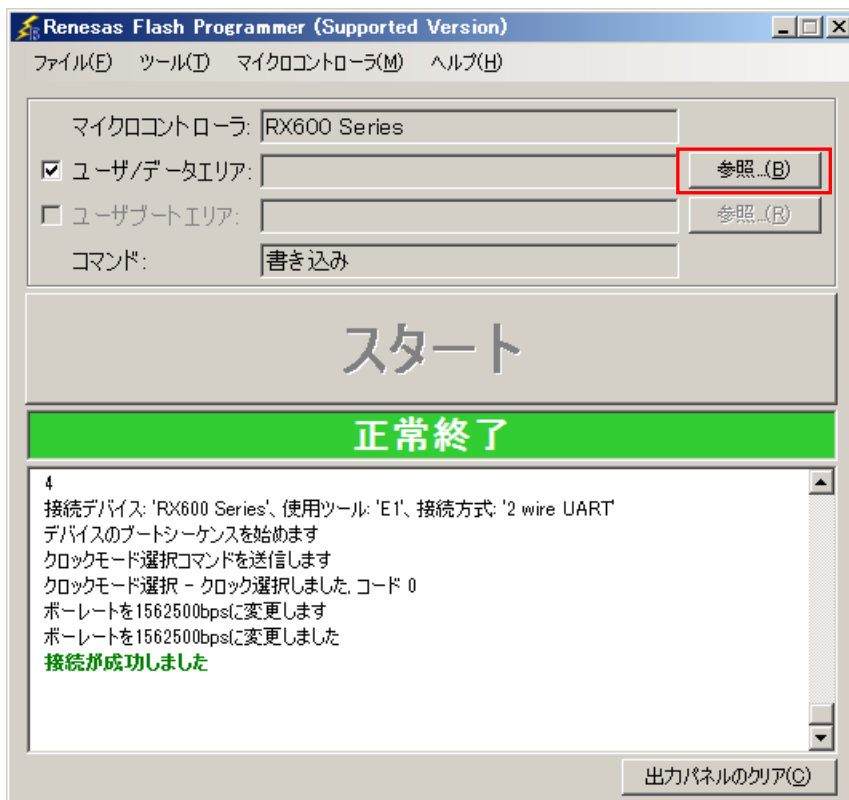 Renesas Flash Programmer (Supported Version)
ファイル(F) ツール(T) マイクロコントローラ(M) ヘルプ(H)
マイクロコントローラ: RX600 Series
ユーザ/データエリア: 参照...(B)
ユーザブートエリア: 参照...(R)
コマンド: 書き込み
スタート
正常終了
4
接続デバイス: 'RX600 Series'、使用ツール: 'E1'、接続方式: '2 wire UART'
デバイスのブートシーケンスを始めます
クロックモード選択コマンドを送信します
クロックモード選択 - クロック選択しました, コード 0
ボーレートを1562500bpsに変更します
ボーレートを1562500bpsに変更しました
接続が成功しました
出力パネルのクリア(C)